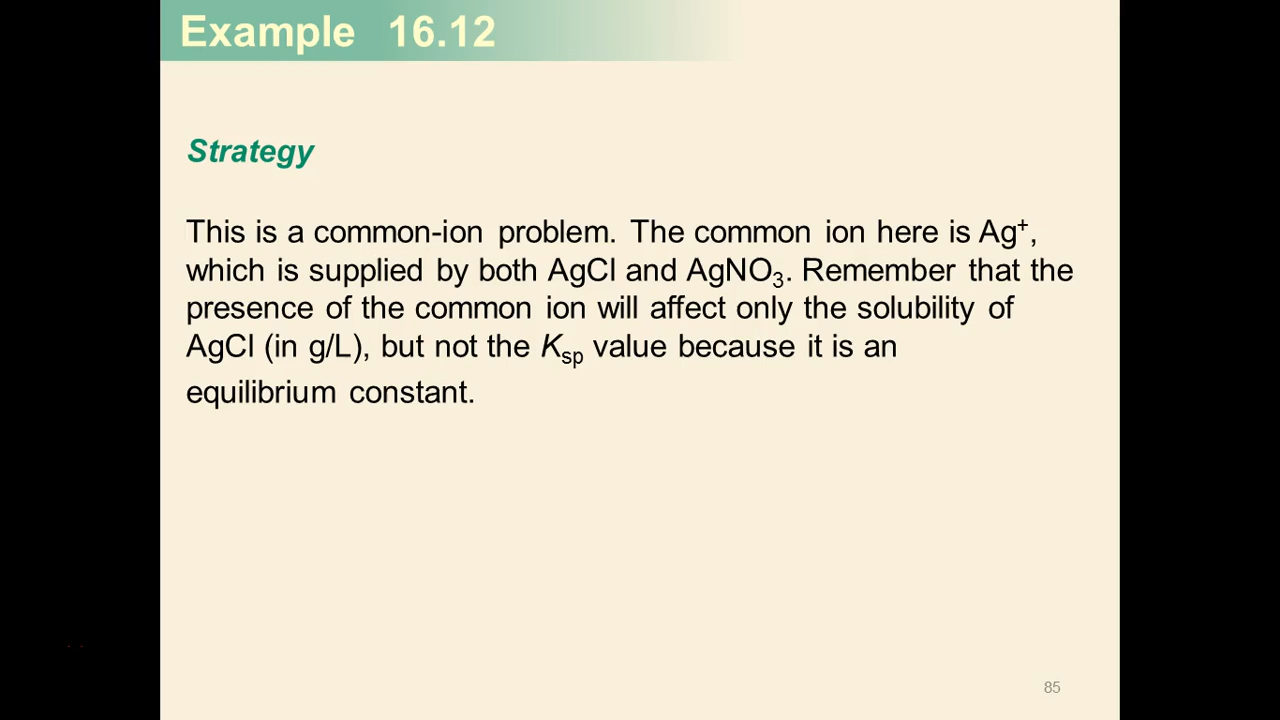 Example 16.12
Strategy
This is a common-ion problem. The common ion here is Ag⁺,
which is supplied by both AgCl and AgNO₃. Remember that the
presence of the common ion will affect only the solubility of
AgCl (in g/L), but not the Ksp value because it is an
equilibrium constant.
85